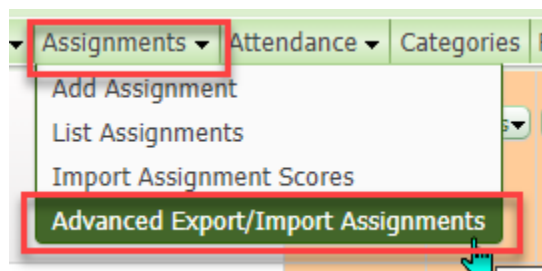 Assignments Attendance Categories
Add Assignment
List Assignments
Import Assignment Scores
Advanced Export/Import Assignments